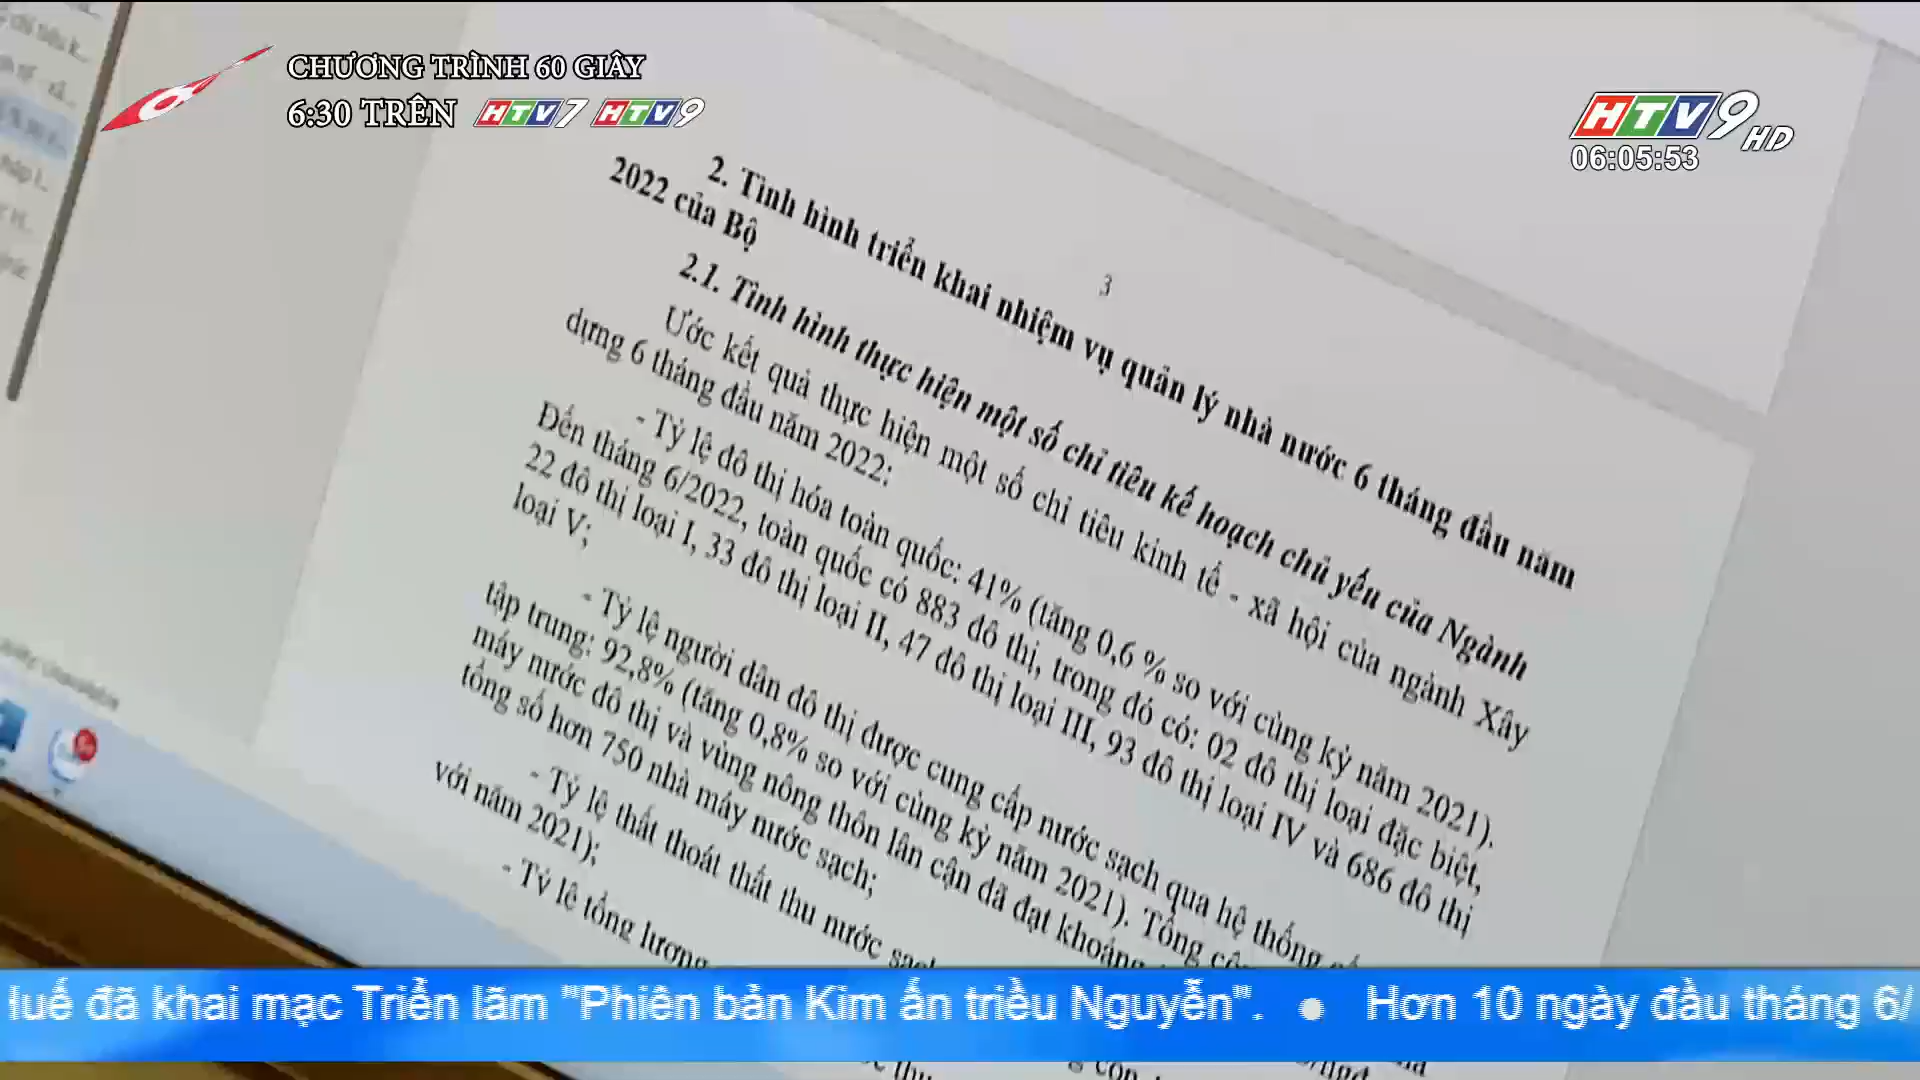 CHƯƠNG TRÌNH 60 GIÂY
6:30 TRÊN HTV7 HTV9
HTV9 HD
06:05:53
3
2. Tình hình triển khai nhiệm vụ quản lý nhà nước 6 tháng đầu năm
2022 của Bộ
2.1. Tình hình thực hiện một số chỉ tiêu kế hoạch chủ yếu của Ngành
Ước kết quả thực hiện một số chỉ tiêu kinh tế - xã hội của ngành Xây
dựng 6 tháng đầu năm 2022:
- Tỷ lệ đô thị hóa toàn quốc: 41% (tăng 0,6 % so với cùng kỳ năm 2021).
Đến tháng 6/2022, toàn quốc có 883 đô thị, trong đó có: 02 đô thị loại đặc biệt,
22 đô thị loại I, 33 đô thị loại II, 47 đô thị loại III, 93 đô thị loại IV và 686 đô thị
loại V;
- Tỷ lệ người dân đô thị được cung cấp nước sạch qua hệ thống
tập trung: 92,8% (tăng 0,8% so với cùng kỳ năm 2021). Tổng
máy nước đô thị và vùng nông thôn lân cận đã đạt khoảng
tổng số hơn 750 nhà máy nước sạch;
- Tỷ lệ thất thoát thất thu nước sạch
với năm 2021);
- Tỷ lệ tổng lượng
Huế đã khai mạc Triển lãm "Phiên bản Kim ấn triều Nguyễn". ● Hơn 10 ngày đầu tháng 6/